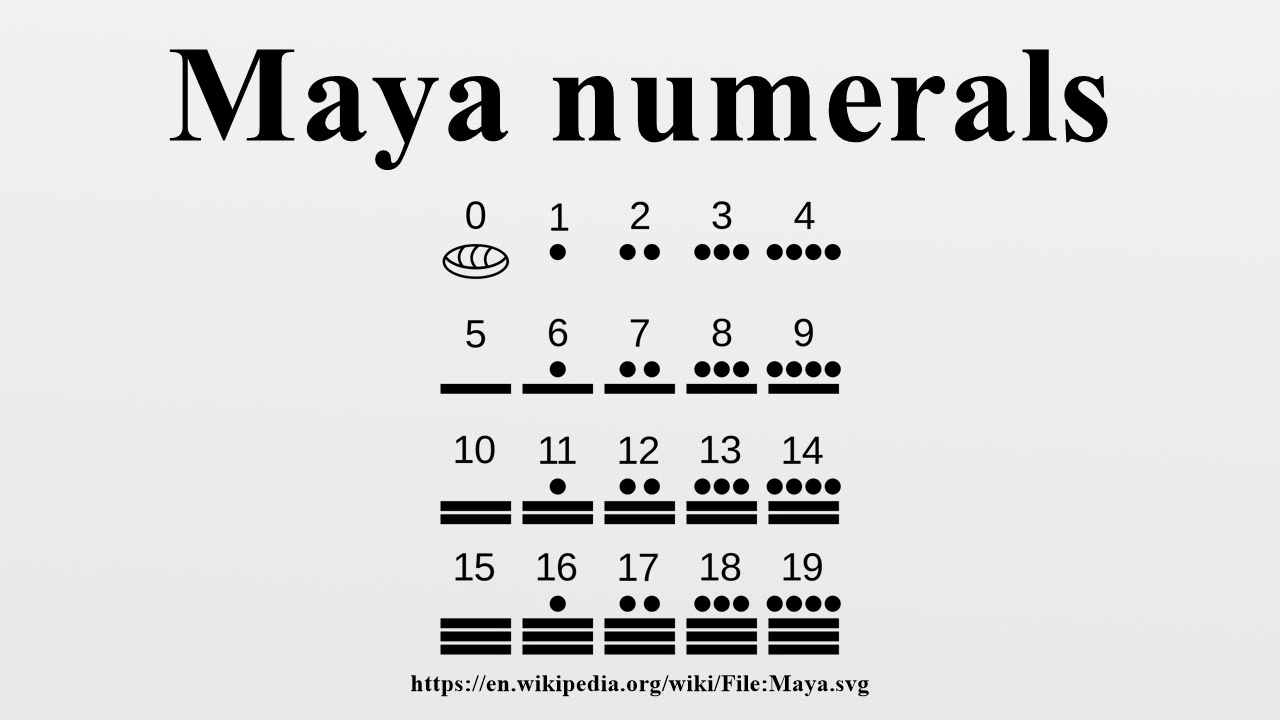 Maya numerals
0 1 2 3 4
5 6 7 8 9
10 11 12 13 14
15 16 17 18 19
https://en.wikipedia.org/wiki/File:Maya.svg